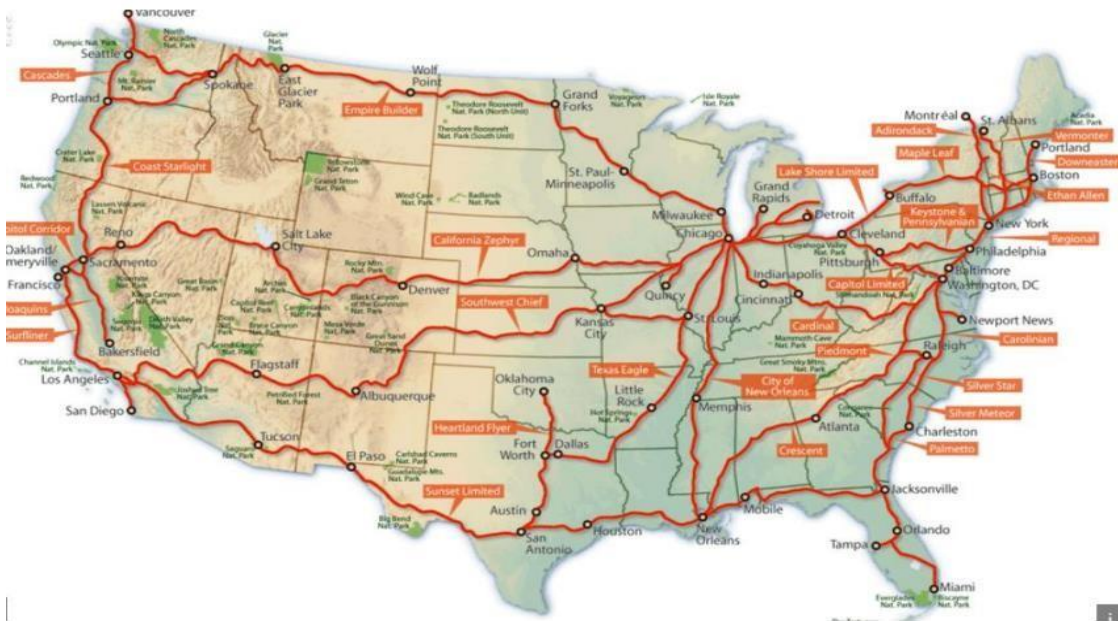 Vancouver
Olympic Nat. Park
North
Cascades
Nat. Park
Seattle
Cascades
Mt. Rainier
Nat. Park
Spokane
Portland
Glacier
Nat.
Park
East
Glacier
Park
Wolf
Point
Empire Builder
Theodore Roosevelt
Nat. Park (North Unit)
Theodore Roosevelt
Nat. Park (South Unit)
Grand
Forks
Voyageurs
Nat. Park
Isle Royale
Nat. Park
Crater Lake
Nat. Park
Coast Starlight
Redwood
Nat. Park
Lassen Volcanic
Nat. Park
Yellowstone
Nat. Park
Grand Teton
Nat. Park
Wind Cave
Nat. Park
Badlands
Nat. Park
St. Paul-
Minneapolis
Milwaukee
Chicago
Grand
Rapids
Detroit
Lake Shore Limited
Montréal
Adirondack
St. Albans
Acadia
Nat. Park
Vermonter
Maple Leaf
Portland
Downeaster
Boston
Ethan Allen
Buffalo
Keystone &
Pennsylvanian
New York
Regional
Cleveland
Cuyahoga Valley
Nat. Park
Pittsburgh
Philadelphia
Baltimore
Washington, DC
Capitol Limited
Shenandoah Nat. Park
pitol Corridor
Reno
Salt Lake
City
California Zephyr
Omaha
Oakland/
meryville
Sacramento
Francisco
oaquins
Surfliner
Yosemite
Nat. Park
Kings Canyon
Nat. Park
Sequoia
Nat. Park
Death Valley
Nat. Park
Great Basin
Nat. Park
Arches
Nat. Park
Capitol Reef
Nat. Park
Canyonlands
Nat. Park
Zion
Nat. Park
Bryce Canyon
Nat. Park
Grand Canyon
Nat. Park
Rocky Mtn.
Nat. Park
Denver
Black Canyon
of the Gunnison
Nat. Park
Mesa Verde
Nat. Park
Great Sand
Dunes
Nat. Park
Southwest Chief
Quincy
Indianapolis
Cincinnati
Cardinal
Kansas
City
St. Louis
Mammoth Cave
Nat. Park
Great Smoky Mtns.
Nat. Park
Piedmont
Newport News
Raleigh
Carolinian
Bakersfield
Channel Islands
Nat. Park
Los Angeles
Joshua Tree
Nat. Park
Flagstaff
Petrified Forest
Nat. Park
Albuquerque
Oklahoma
City
Texas Eagle
Little
Rock
Hot Springs
Nat. Park
City of
New Orleans
Memphis
Silver Star
Silver Meteor
Congaree
Nat. Park
Atlanta
Charleston
Palmetto
San Diego
Tucson
Saguaro
Nat. Park
El Paso
Carlsbad Caverns
Nat. Park
Guadalupe Mtns.
Nat. Park
Heartland Flyer
Fort
Worth
Dallas
Crescent
Sunset Limited
Big Bend
Nat. Park
Austin
San
Antonio
Houston
New
Orleans
Mobile
Jacksonville
Orlando
Tampa
Miami
Everglades
Nat. Park
Biscayne
Nat. Park